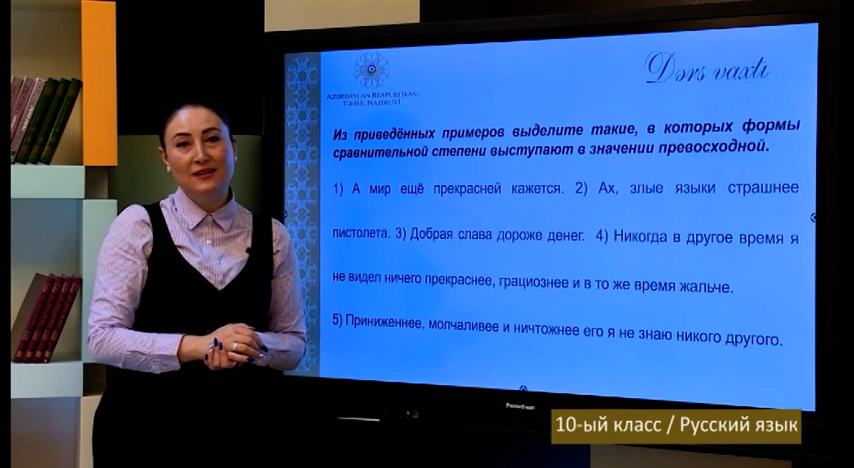 Dərs vaxtı
AZƏRBAYCAN RESPUBLİKASI
TƏHSİL NAZİRLİYİ
Из приведённых примеров выделите такие, в которых формы
сравнительной степени выступают в значении превосходной.
1) А мир ещё прекрасней кажется. 2) Ах, злые языки страшнее
пистолета. 3) Добрая слава дороже денег. 4) Никогда в другое время я
не видел ничего прекраснее, грациознее и в то же время жальче.
5) Приниженнее, молчаливее и ничтожнее его я не знаю никого другого.
Promethean
10-ый класс / Русский язык